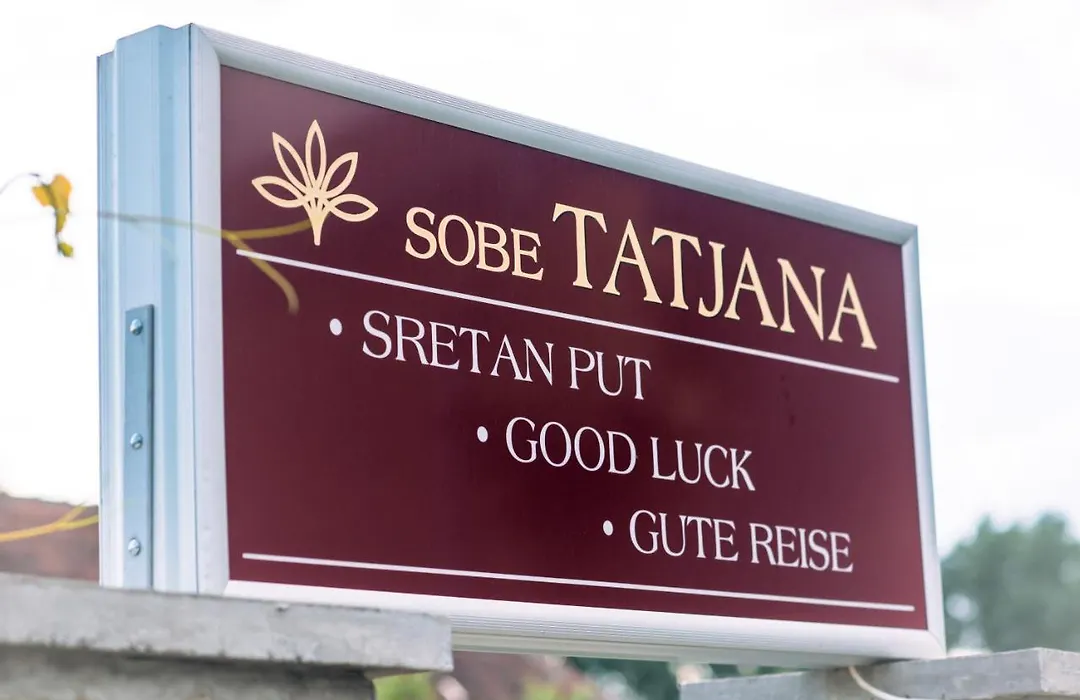 SOBE TATJANA
• SRETAN PUT
• GOOD LUCK
• GUTE REISE